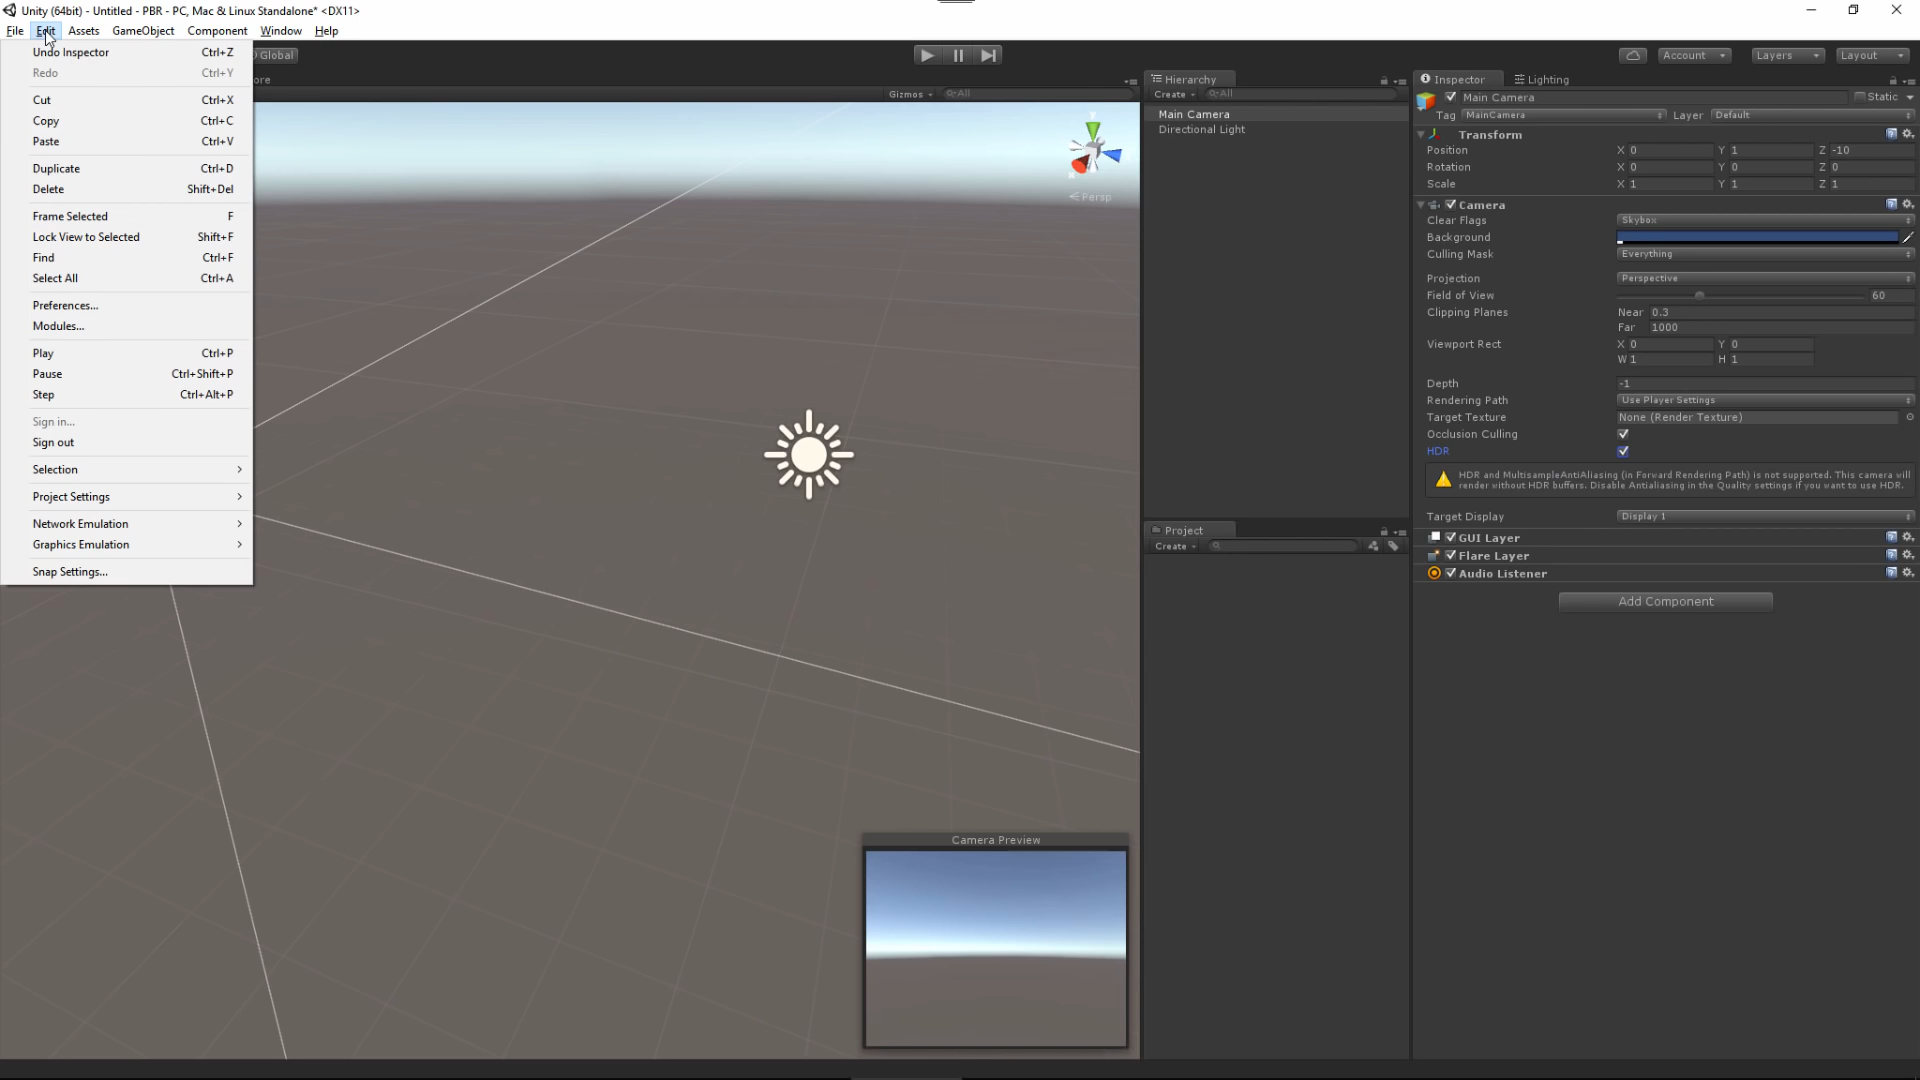 Unity (64bit) - Untitled - PBR - PC, Mac & Linux Standalone* <DX11>
File Edit Assets GameObject Component Window Help
Undo Inspector Ctrl+Z
Redo Ctrl+Y
Cut Ctrl+X
Copy Ctrl+C
Paste Ctrl+V
Duplicate Ctrl+D
Delete Shift+Del
Frame Selected F
Lock View to Selected Shift+F
Find Ctrl+F
Select All Ctrl+A
Preferences...
Modules...
Play Ctrl+P
Pause Ctrl+Shift+P
Step Ctrl+Alt+P
Sign in...
Sign out
Selection
Project Settings
Network Emulation
Graphics Emulation
Snap Settings...
Global
ore
Gizmos All
Persp
Camera Preview
Account Layers Layout
Hierarchy
Create All
Main Camera
Directional Light
Project
Create
Inspector Lighting
Main Camera Static
Tag MainCamera Layer Default
Transform
Position X 0 Y 1 Z -10
Rotation X 0 Y 0 Z 0
Scale X 1 Y 1 Z 1
Camera
Clear Flags Skybox
Background
Culling Mask Everything
Projection Perspective
Field of View 60
Clipping Planes Near 0.3
Far 1000
Viewport Rect X 0 Y 0
W 1 H 1
Depth -1
Rendering Path Use Player Settings
Target Texture None (Render Texture)
Occlusion Culling
HDR
HDR and MultisampleAntiAliasing (in Forward Rendering Path) is not supported. This camera will
render without HDR buffers. Disable Antialiasing in the Quality settings if you want to use HDR.
Target Display Display 1
GUI Layer
Flare Layer
Audio Listener
Add Component